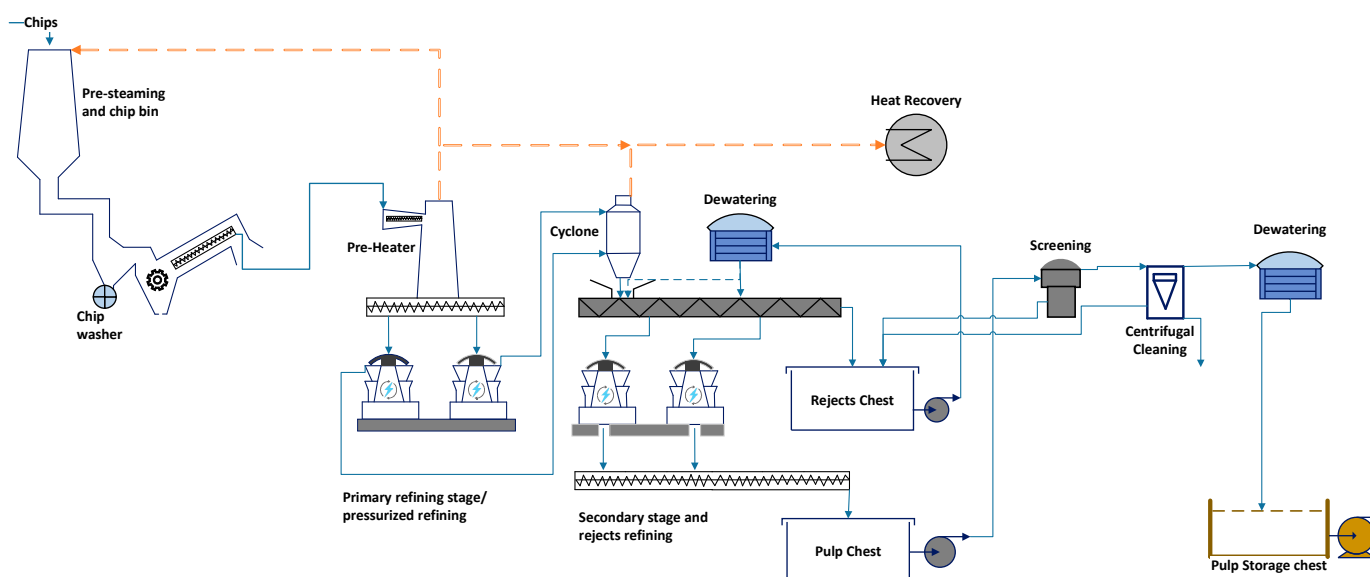 Chips
Pre-steaming
and chip bin
Chip
washer
Pre-Heater
Primary refining stage/
pressurized refining
Cyclone
Dewatering
Heat Recovery
Secondary stage and
rejects refining
Rejects Chest
Pulp Chest
Screening
Centrifugal
Cleaning
Dewatering
Pulp Storage chest